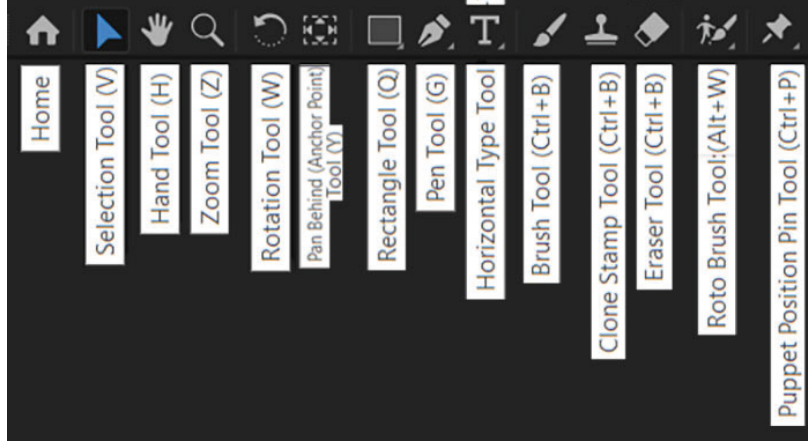 Home
Selection Tool (V)
Hand Tool (H)
Zoom Tool (Z)
Rotation Tool (W)
Pan Behind (Anchor Point)
Tool (Y)
Rectangle Tool (Q)
Pen Tool (G)
Horizontal Type Tool
Brush Tool (Ctrl+B)
Clone Stamp Tool (Ctrl+B)
Eraser Tool (Ctrl+B)
Roto Brush Tool:(Alt+W)
Puppet Position Pin Tool (Ctrl+P)